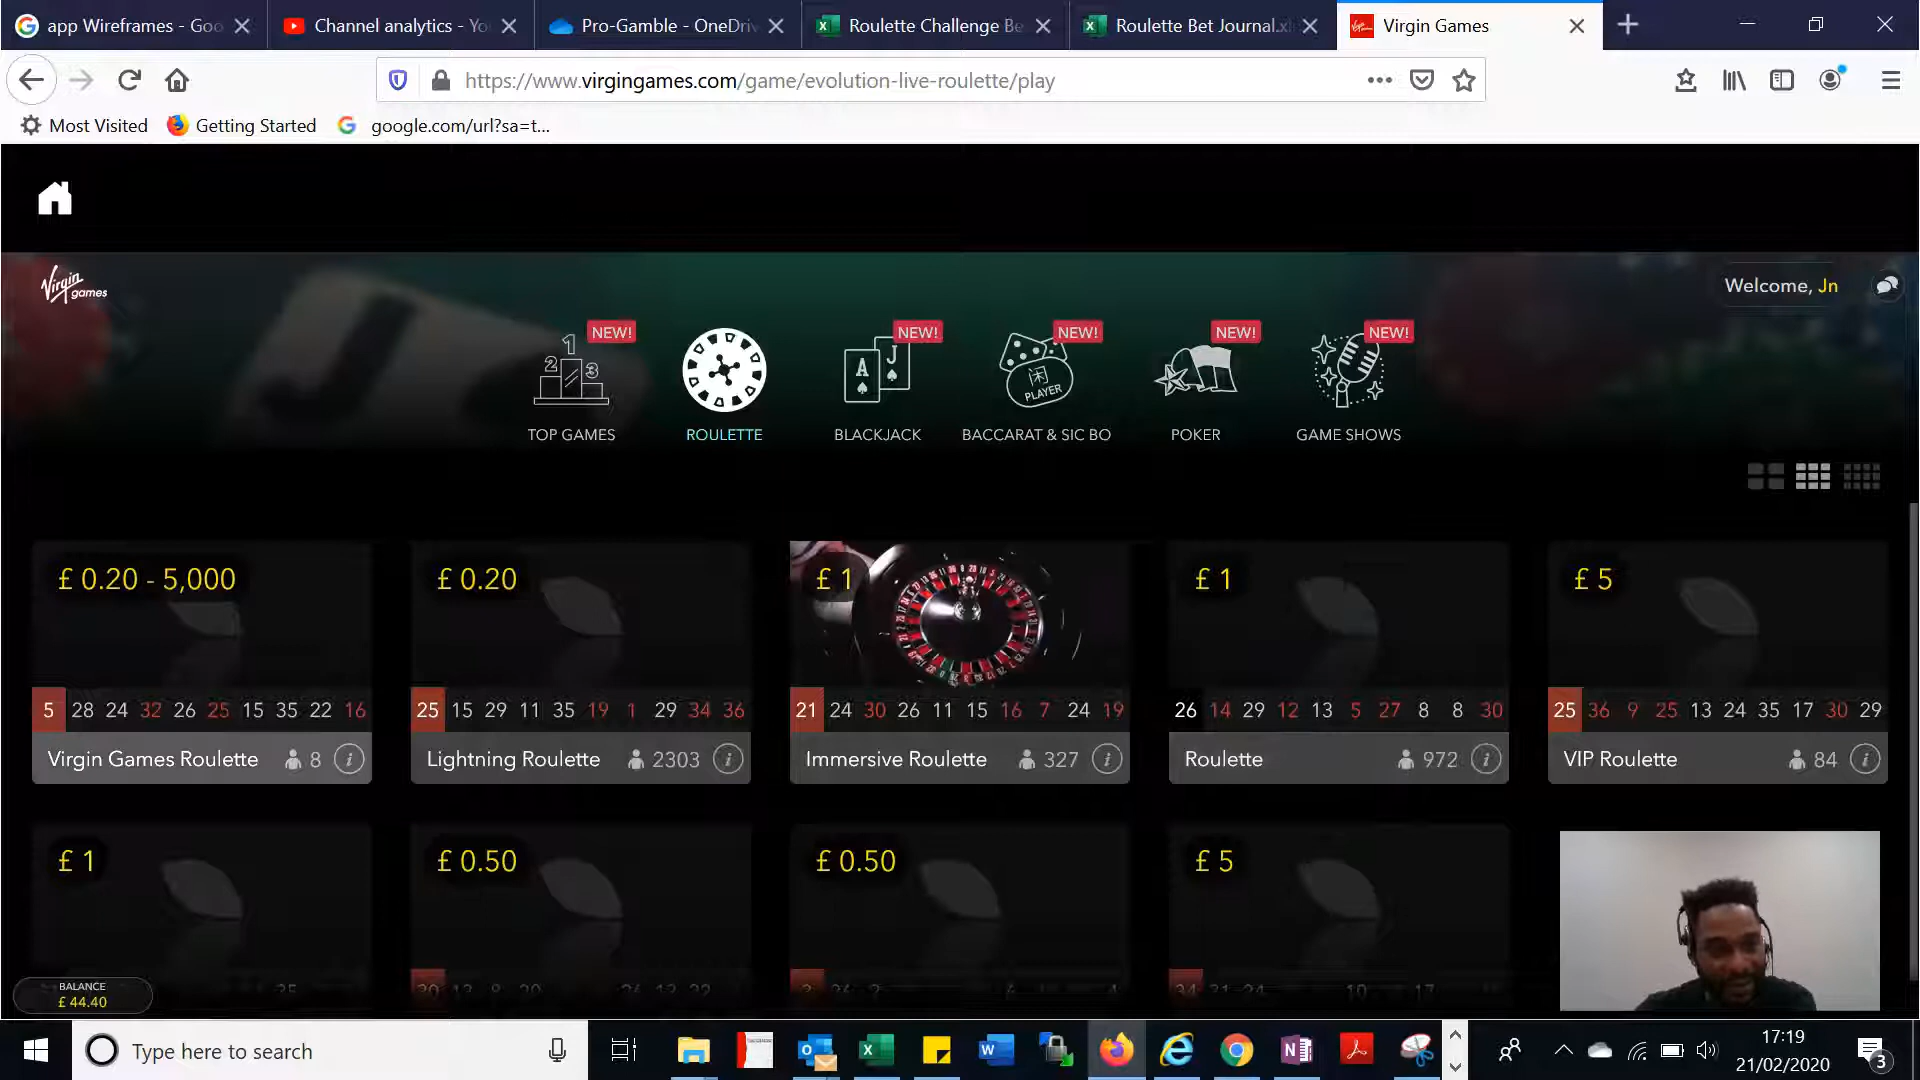 app Wireframes - Goo
Channel analytics - Yo
Pro-Gamble - OneDriv
Roulette Challenge Be
Roulette Bet Journal.xl
Virgin Games
https://www.virgingames.com/game/evolution-live-roulette/play
Most Visited
Getting Started
google.com/url?sa=t...
Virgin games
Welcome, Jn
NEW! NEW! NEW! NEW! NEW!
TOP GAMES ROULETTE BLACKJACK BACCARAT & SIC BO POKER GAME SHOWS
£ 0.20 - 5,000
5 28 24 32 26 25 15 35 22 16
Virgin Games Roulette 8
£ 0.20
25 15 29 11 35 19 1 29 34 36
Lightning Roulette 2303
£ 1
21 24 30 26 11 15 16 7 24 19
Immersive Roulette 327
£ 1
26 14 29 12 13 5 27 8 8 30
Roulette 972
£ 5
25 36 9 25 13 24 35 17 30 29
VIP Roulette 84
£ 1
£ 0.50
£ 0.50
£ 5
BALANCE
£ 44.40
Type here to search
17:19
21/02/2020
3